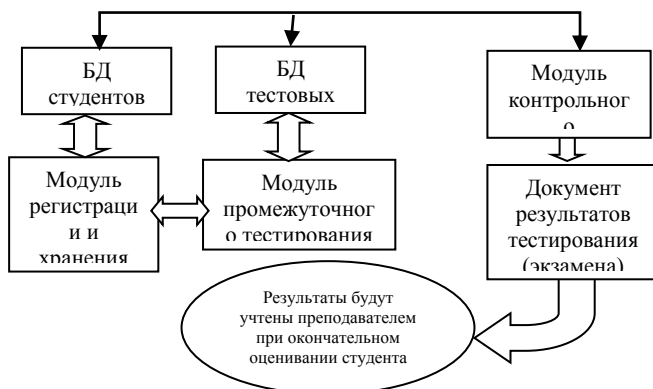 БД
студентов
БД
тестовых
Модуль
контрольног
о
Модуль
регистраци
и и
хранения
Модуль
промежуточног
о тестирования
Документ
результатов
тестирования
(экзамена)
Результаты будут
учтены преподавателем
при окончательном
оценивании студента